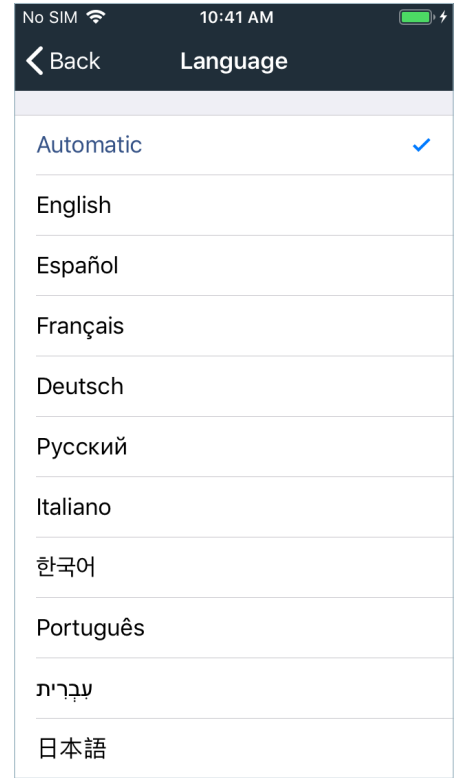 No SIM 10:41 AM
Back Language
Automatic
English
Español
Français
Deutsch
Русский
Italiano
한국어
Português
עִבְרִית
日本語